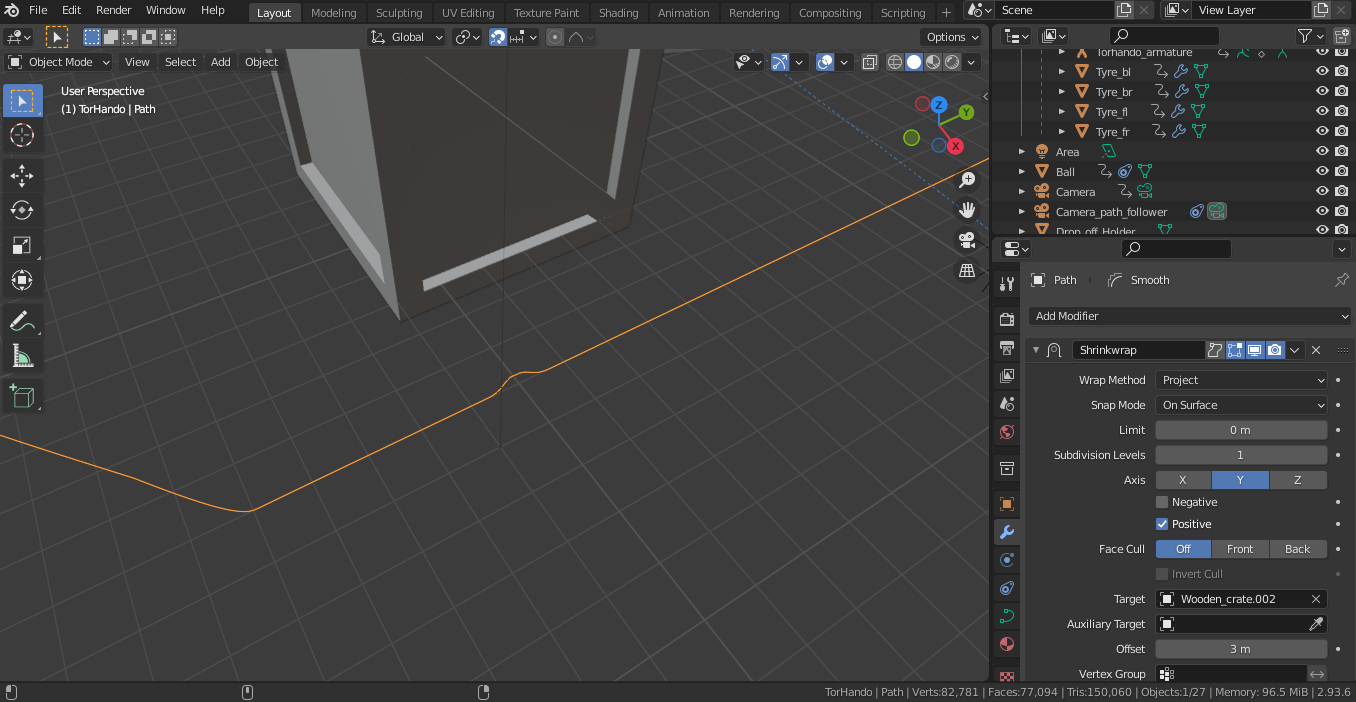 File Edit Render Window Help Layout Modeling Sculpting UV Editing Texture Paint Shading Animation Rendering Compositing Scripting + Scene View Layer
Global Options
Object Mode View Select Add Object
User Perspective
(1) TorHando | Path
Z
Y
X
Torhando_armature
Tyre_bl
Tyre_br
Tyre_fl
Tyre_fr
Area
Ball
Camera
Camera_path_follower
Drop_off_Holder
Path Smooth
Add Modifier
Shrinkwrap
Wrap Method Project
Snap Mode On Surface
Limit 0 m
Subdivision Levels 1
Axis X Y Z
Negative
Positive
Face Cull Off Front Back
Invert Cull
Target Wooden_crate.002
Auxiliary Target
Offset 3 m
Vertex Group
TorHando | Path | Verts:82,781 | Faces:77,094 | Tris:150,060 | Objects:1/27 | Memory: 96.5 MiB | 2.93.6